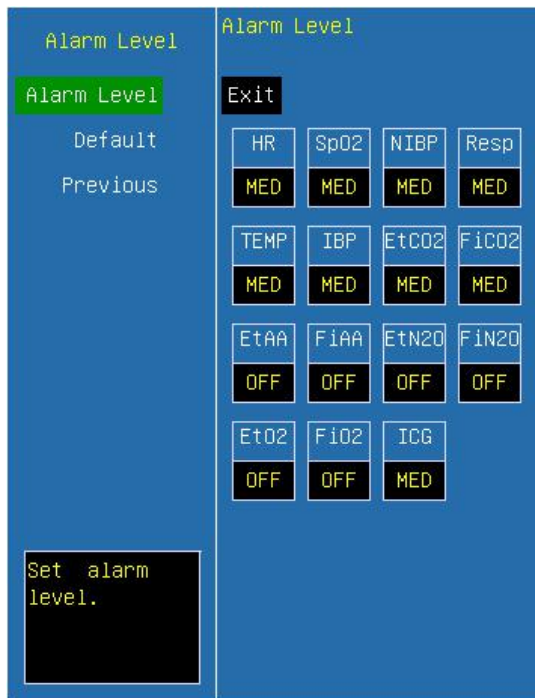 Alarm Level
Alarm Level
Default
Previous
Set alarm
level.
Alarm Level
Exit
HR SpO2 NIBP Resp
MED MED MED MED
TEMP IBP EtCO2 FiCO2
MED MED MED MED
EtAA FiAA EtN2O FiN2O
OFF OFF OFF OFF
EtO2 FiO2 ICG
OFF OFF MED